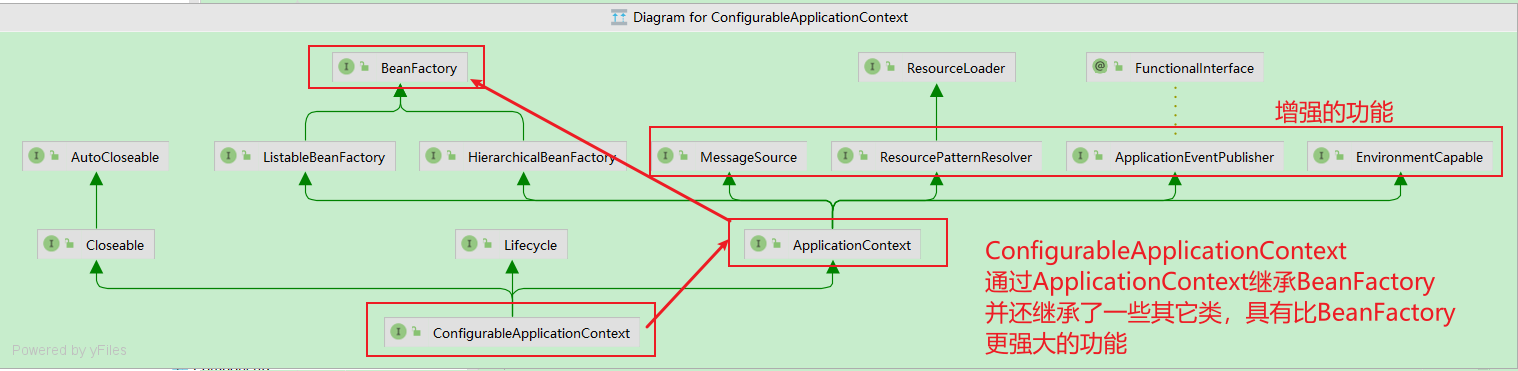 Diagram for ConfigurableApplicationContext
BeanFactory
ResourceLoader
FunctionalInterface
增强的功能
AutoCloseable
ListableBeanFactory
HierarchicalBeanFactory
MessageSource
ResourcePatternResolver
ApplicationEventPublisher
EnvironmentCapable
Closeable
Lifecycle
ApplicationContext
ConfigurableApplicationContext
通过ApplicationContext继承BeanFactory
并还继承了一些其它类，具有比BeanFactory
更强大的功能
ConfigurableApplicationContext
Powered by yFiles